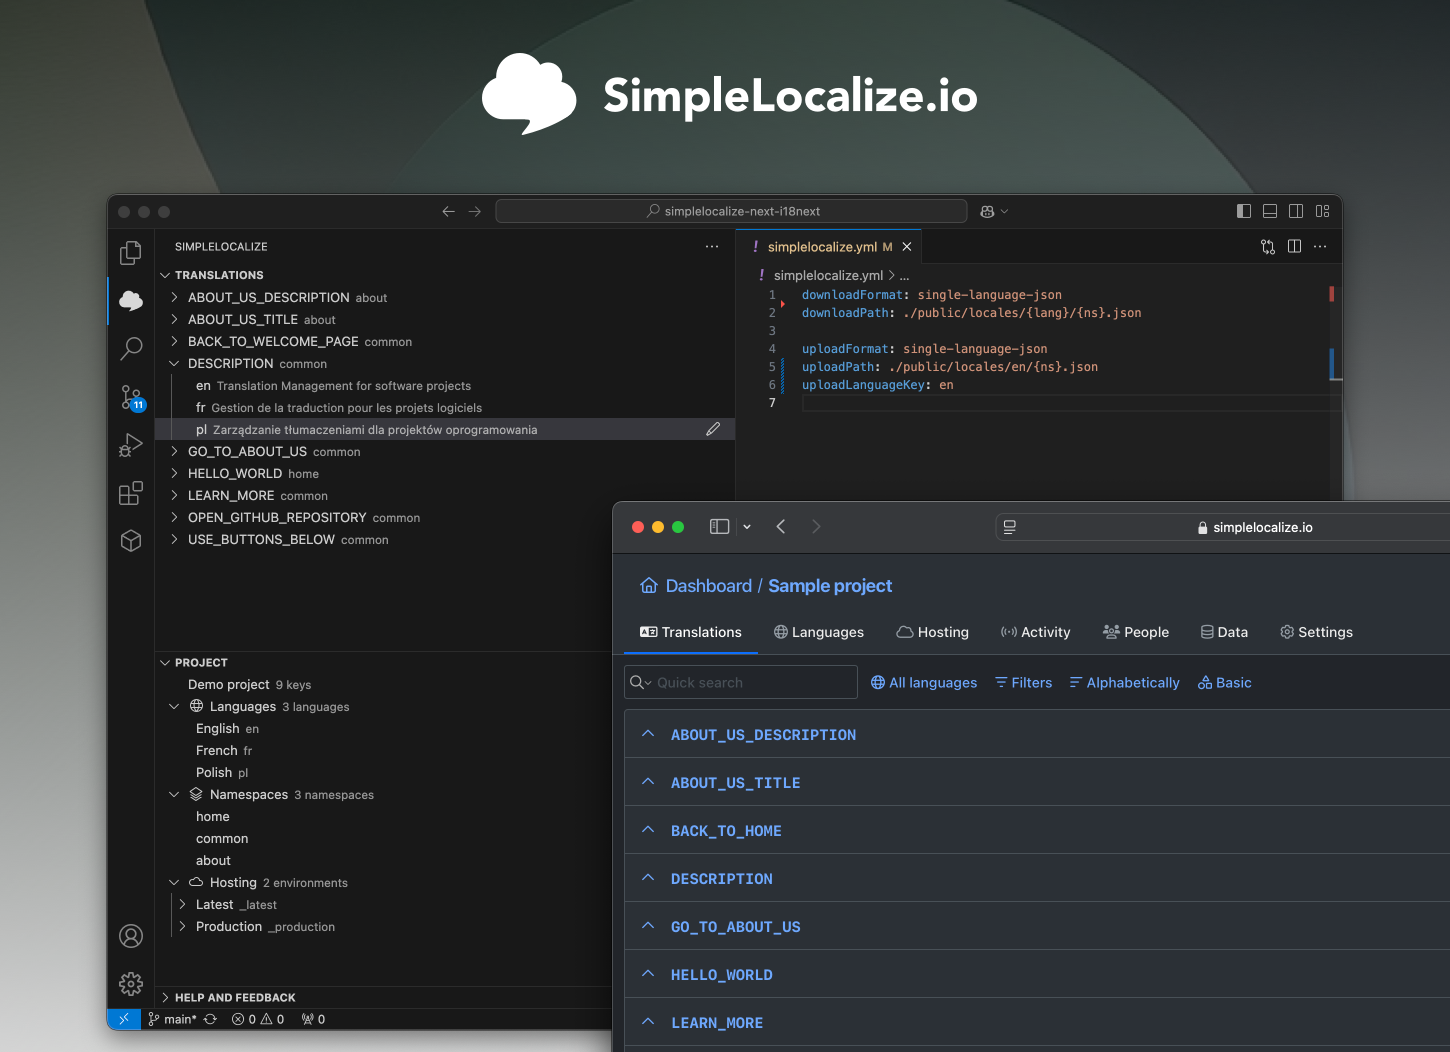 SimpleLocalize.io
simplelocalize-next-i18next
SIMPLELOCALIZE
TRANSLATIONS
ABOUT_US_DESCRIPTION about
ABOUT_US_TITLE about
BACK_TO_WELCOME_PAGE common
DESCRIPTION common
en Translation Management for software projects
fr Gestion de la traduction pour les projets logiciels
pl Zarządzanie tłumaczeniami dla projektów oprogramowania
GO_TO_ABOUT_US common
HELLO_WORLD home
LEARN_MORE common
OPEN_GITHUB_REPOSITORY common
USE_BUTTONS_BELOW common
11
PROJECT
Demo project 9 keys
Languages 3 languages
English en
French fr
Polish pl
Namespaces 3 namespaces
home
common
about
Hosting 2 environments
Latest _latest
Production _production
HELP AND FEEDBACK
main* 0 0 0
! simplelocalize.yml M
! simplelocalize.yml > ...
1 downloadFormat: single-language-json
2 downloadPath: ./public/locales/{lang}/{ns}.json
3
4 uploadFormat: single-language-json
5 uploadPath: ./public/locales/en/{ns}.json
6 uploadLanguageKey: en
7
simplelocalize.io
Dashboard / Sample project
Translations Languages Hosting Activity People Data Settings
Quick search All languages Filters Alphabetically Basic
ABOUT_US_DESCRIPTION
ABOUT_US_TITLE
BACK_TO_HOME
DESCRIPTION
GO_TO_ABOUT_US
HELLO_WORLD
LEARN_MORE